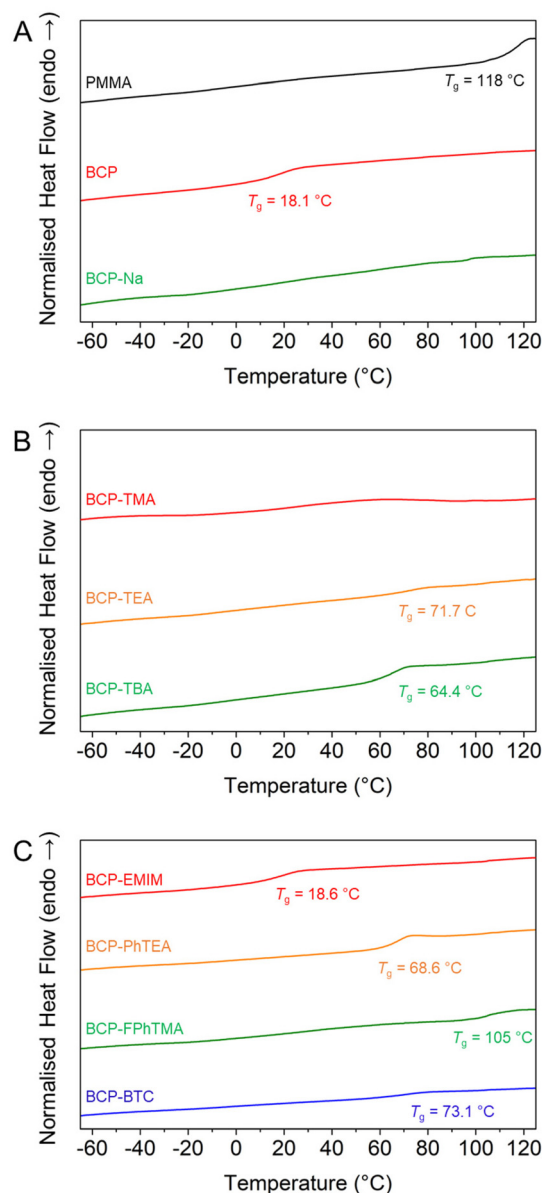 A
Normalised Heat Flow (endo →)
PMMA
Tg = 118 °C
BCP
Tg = 18.1 °C
BCP-Na
-60 -40 -20 0 20 40 60 80 100 120
Temperature (°C)
B
Normalised Heat Flow (endo →)
BCP-TMA
BCP-TEA
Tg = 71.7 C
BCP-TBA
Tg = 64.4 °C
-60 -40 -20 0 20 40 60 80 100 120
Temperature (°C)
C
Normalised Heat Flow (endo →)
BCP-EMIM
Tg = 18.6 °C
BCP-PhTEA
Tg = 68.6 °C
BCP-FPhTMA
Tg = 105 °C
BCP-BTC
Tg = 73.1 °C
-60 -40 -20 0 20 40 60 80 100 120
Temperature (°C)